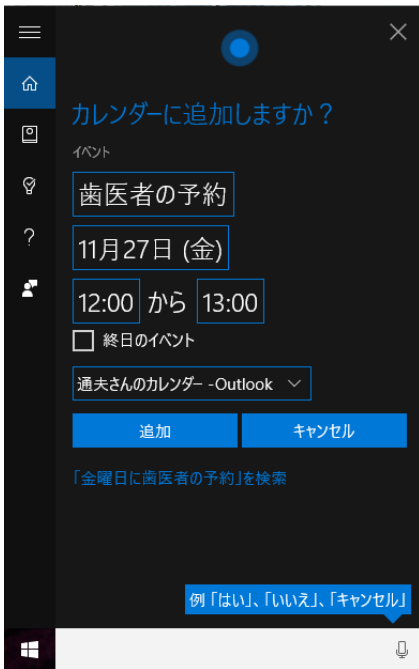 カレンダーに追加しますか？
イベント
歯医者の予約
11月27日 (金)
12:00 から 13:00
終日のイベント
通夫さんのカレンダー -Outlook
追加 キャンセル
「金曜日に歯医者の予約」を検索
例 「はい」、「いいえ」、「キャンセル」